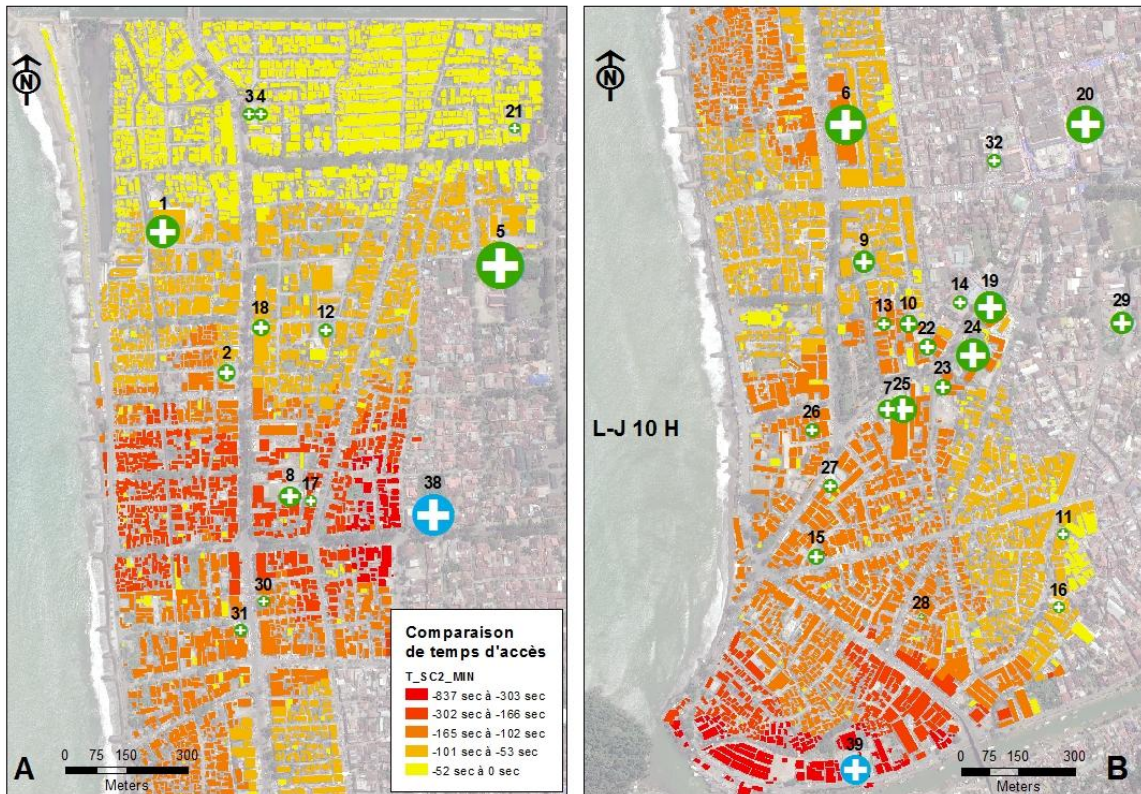 N
34
21
1
5
18
12
2
38
8
17
30
31
Comparaison
de temps d'accès
T_SC2_MIN
-837 sec à -303 sec
-302 sec à -166 sec
-165 sec à -102 sec
-101 sec à -53 sec
-52 sec à 0 sec
0 75 150 300
Meters
A
N
6
20
32
9
14
19
29
13
10
22
24
23
7
25
26
L-J 10 H
27
11
15
16
28
39
0 75 150 300
Meters
B